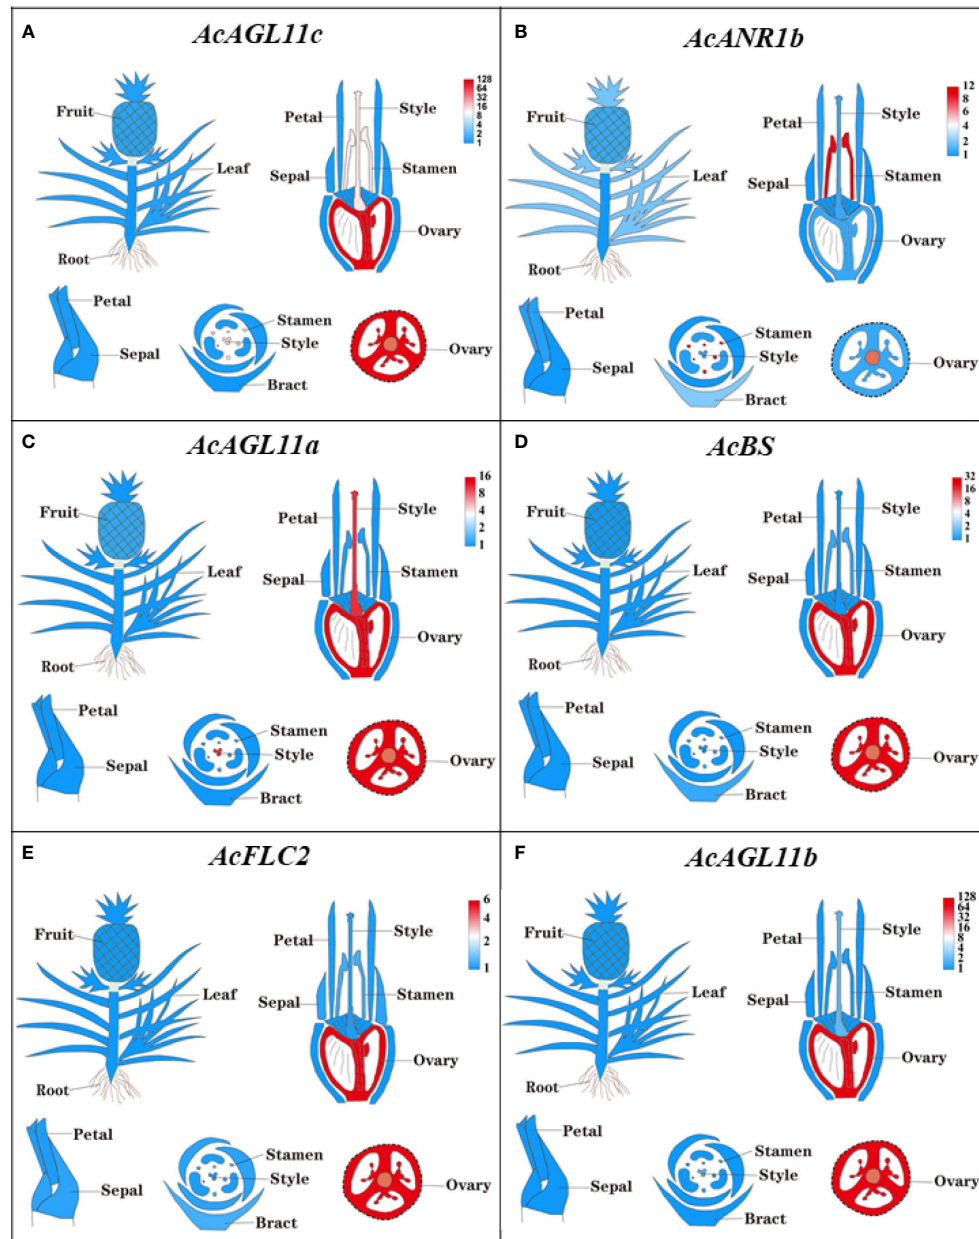 A
AcAGL11c
Fruit
Leaf
Root
Petal
Style
Sepal
Stamen
Ovary
128
64
32
16
8
4
2
1
Petal
Sepal
Stamen
Style
Bract
Ovary
B
AcANR1b
Fruit
Leaf
Root
Petal
Style
Sepal
Stamen
Ovary
12
8
6
4
2
1
Petal
Sepal
Stamen
Style
Bract
Ovary
C
AcAGL11a
Fruit
Leaf
Root
Petal
Style
Sepal
Stamen
Ovary
16
8
4
2
1
Petal
Sepal
Stamen
Style
Bract
Ovary
D
AcBS
Fruit
Leaf
Root
Petal
Style
Sepal
Stamen
Ovary
32
16
8
4
2
1
Petal
Sepal
Stamen
Style
Bract
Ovary
E
AcFLC2
Fruit
Leaf
Root
Petal
Style
Sepal
Stamen
Ovary
6
4
2
1
Petal
Sepal
Stamen
Style
Bract
Ovary
F
AcAGL11b
Fruit
Leaf
Root
Petal
Style
Sepal
Stamen
Ovary
128
64
32
16
8
4
2
1
Petal
Sepal
Stamen
Style
Bract
Ovary